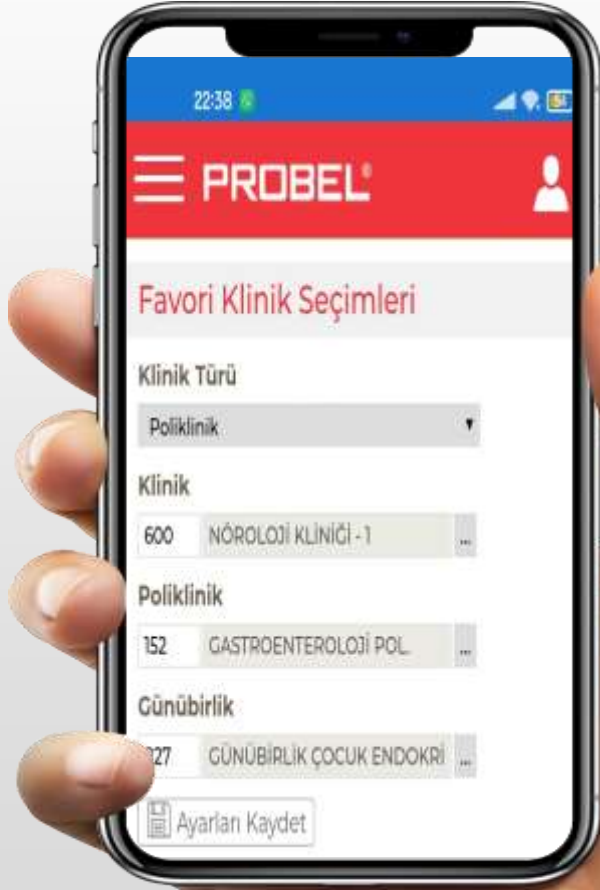 22:38
PROBEL®
Favori Klinik Seçimleri
Klinik Türü
Poliklinik
Klinik
600 NÖROLOJİ KLİNİĞİ - 1 ...
Poliklinik
152 GASTROENTEROLOJİ POL. ...
Günübirlik
27 GÜNÜBİRLİK ÇOCUK ENDOKRİ ...
Ayarları Kaydet